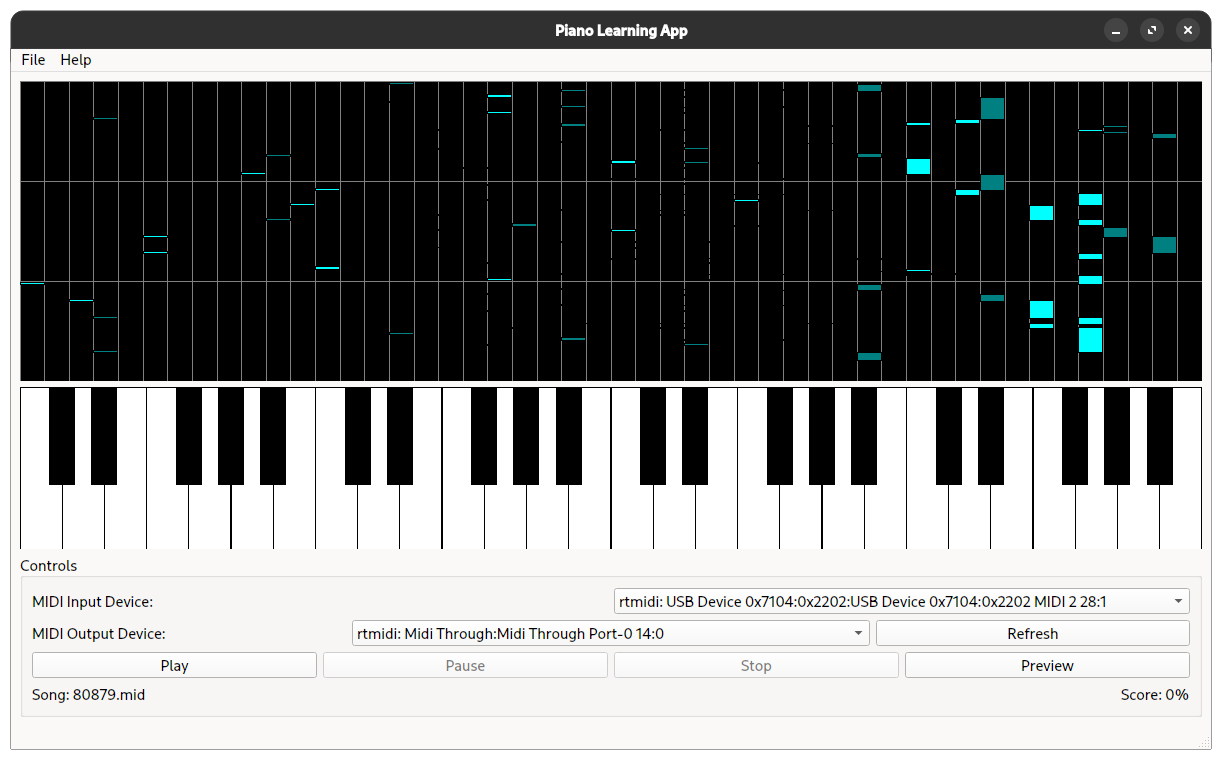 Piano Learning App
File Help
Controls
MIDI Input Device: rtmidi: USB Device 0x7104:0x2202:USB Device 0x7104:0x2202 MIDI 2 28:1
MIDI Output Device: rtmidi: Midi Through:Midi Through Port-0 14:0 Refresh
Play Pause Stop Preview
Song: 80879.mid Score: 0%